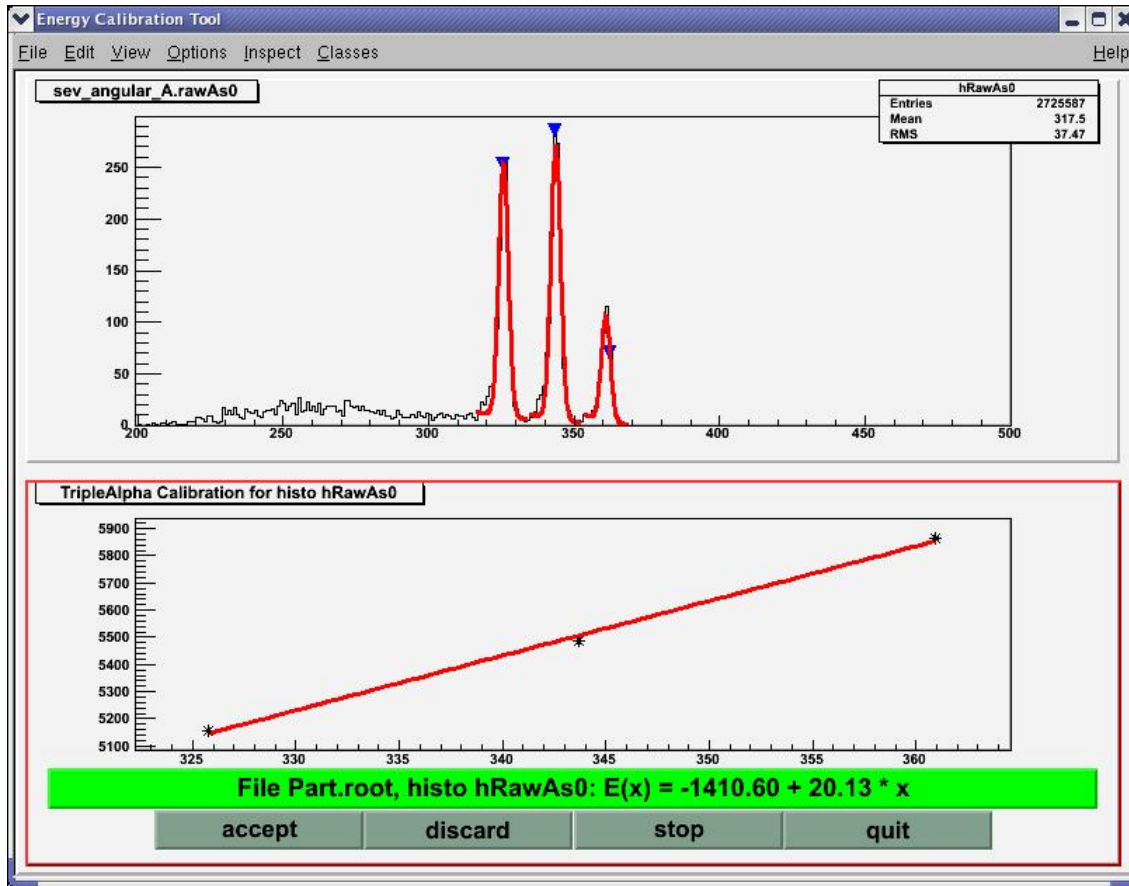 Energy Calibration Tool
File Edit View Options Inspect Classes Help
sev_angular_A.rawAs0
hRawAs0
Entries 2725587
Mean 317.5
RMS 37.47
250
200
150
100
50
0
200 250 300 350 400 450 500
TripleAlpha Calibration for histo hRawAs0
5900
5800
5700
5600
5500
5400
5300
5200
5100
325 330 335 340 345 350 355 360
File Part.root, histo hRawAs0: E(x) = -1410.60 + 20.13 * x
accept discard stop quit